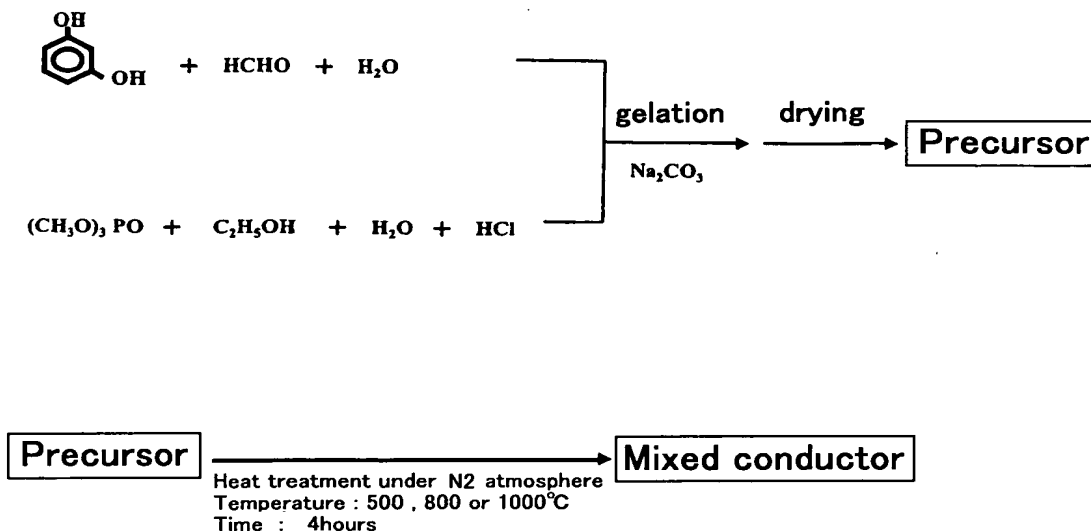 OH
OH + HCHO + H₂O
gelation drying
Precursor
Na₂CO₃
(CH₃O)₃ PO + C₂H₅OH + H₂O + HCl
Precursor
Mixed conductor
Heat treatment under N2 atmosphere
Temperature : 500 , 800 or 1000℃
Time : 4hours